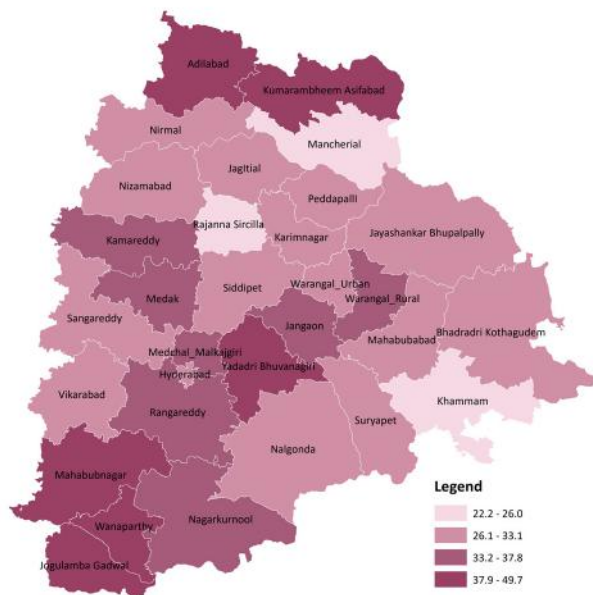 Adilabad
Kumarambheem Asifabad
Nirmal
Mancherial
Jagitial
Nizamabad
Peddapalli
Rajanna Sircilla
Kamareddy
Karimnagar
Jayashankar Bhupalpally
Siddipet
Warangal_Urban
Medak
Warangal_Rural
Sangareddy
Jangaon
Bhadradri Kothagudem
Mahabubabad
Medchal_Malkajgiri
Yadadri Bhuvanagiri
Hyderabad
Vikarabad
Khammam
Rangareddy
Suryapet
Nalgonda
Mahabubnagar
Wanaparthy
Nagarkurnool
Jogulamba Gadwal
Legend
22.2 - 26.0
26.1 - 33.1
33.2 - 37.8
37.9 - 49.7